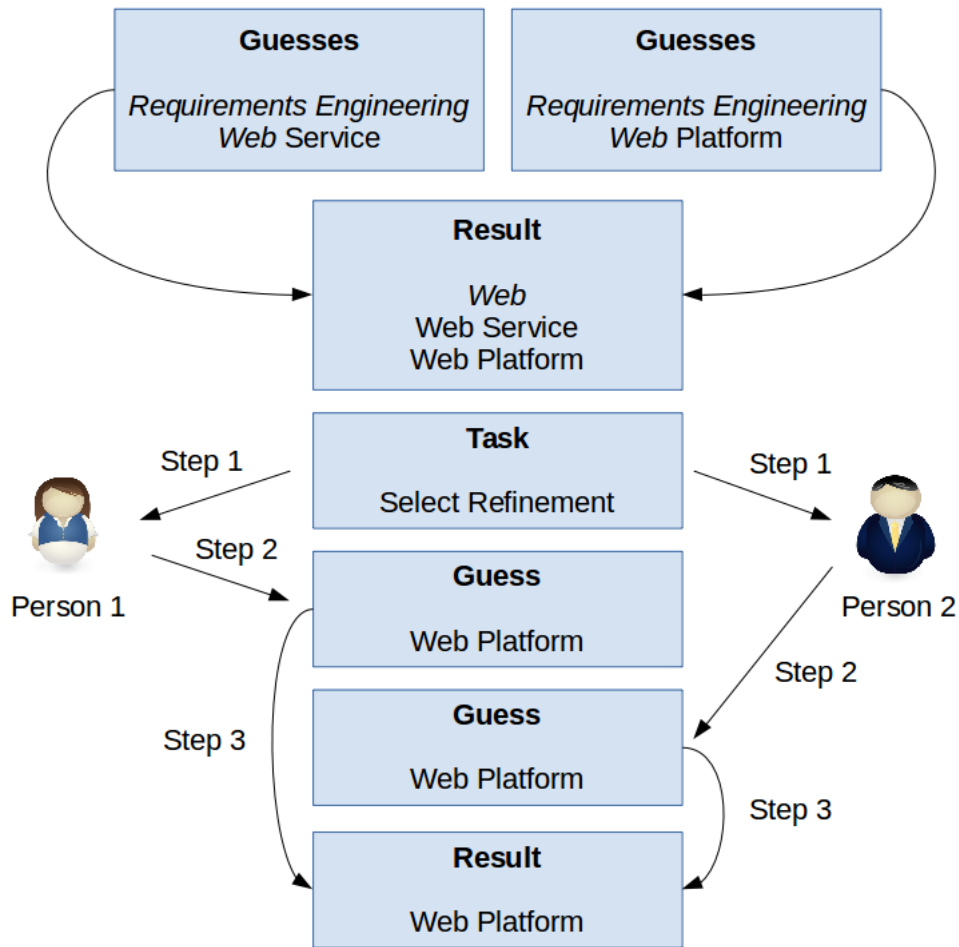 Guesses
Requirements Engineering
Web Service
Guesses
Requirements Engineering
Web Platform
Result
Web
Web Service
Web Platform
Task
Select Refinement
Step 1
Step 1
Step 2
Person 1
Person 2
Guess
Web Platform
Step 2
Step 3
Guess
Web Platform
Step 3
Result
Web Platform